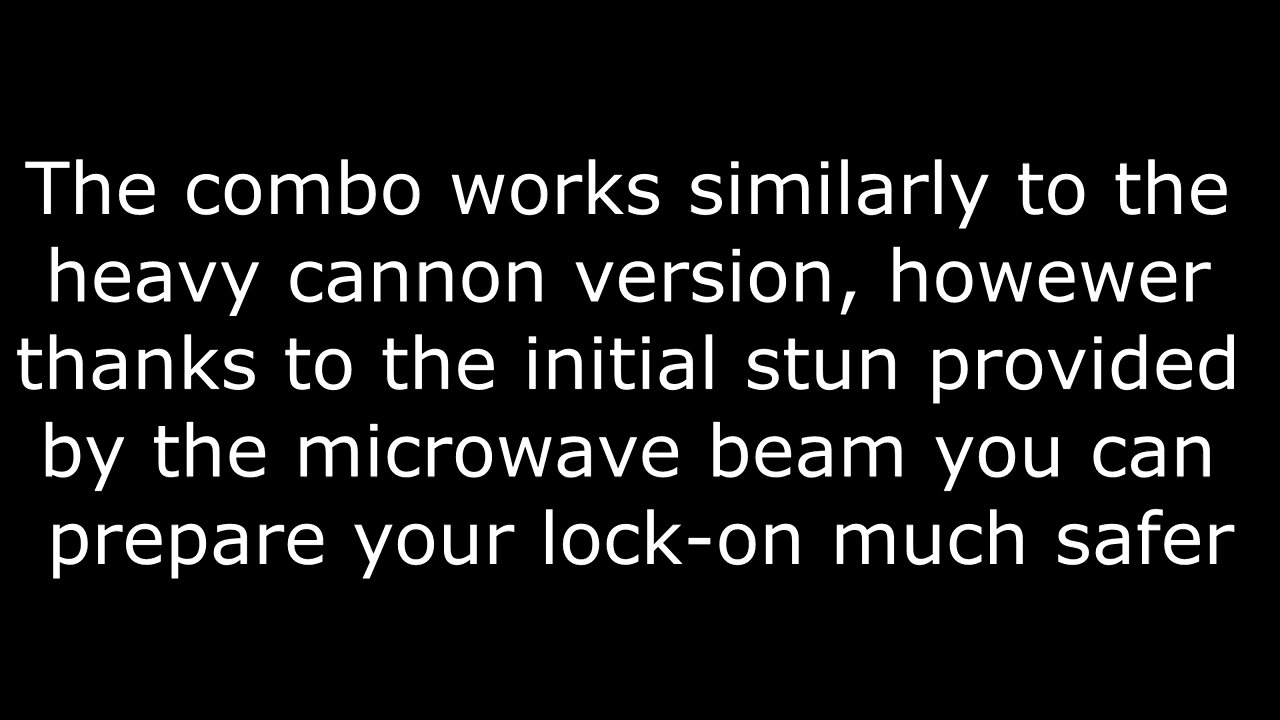 The combo works similarly to the
heavy cannon version, howewer
thanks to the initial stun provided
by the microwave beam you can
prepare your lock-on much safer